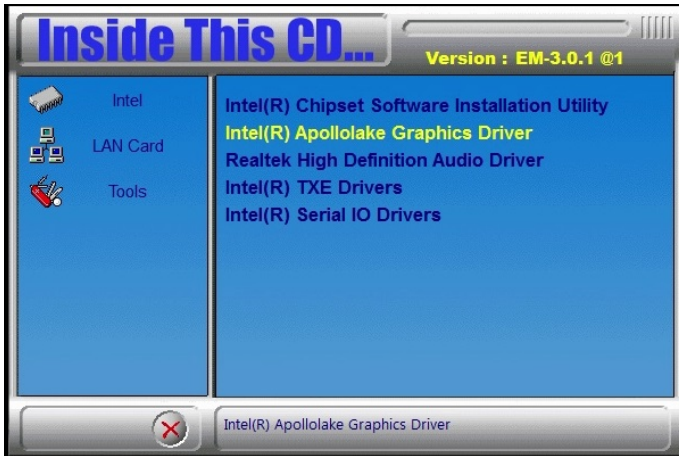 Inside This CD...
Version : EM-3.0.1 @1
Intel
LAN Card
Tools
Intel(R) Chipset Software Installation Utility
Intel(R) Apollolake Graphics Driver
Realtek High Definition Audio Driver
Intel(R) TXE Drivers
Intel(R) Serial IO Drivers
Intel(R) Apollolake Graphics Driver